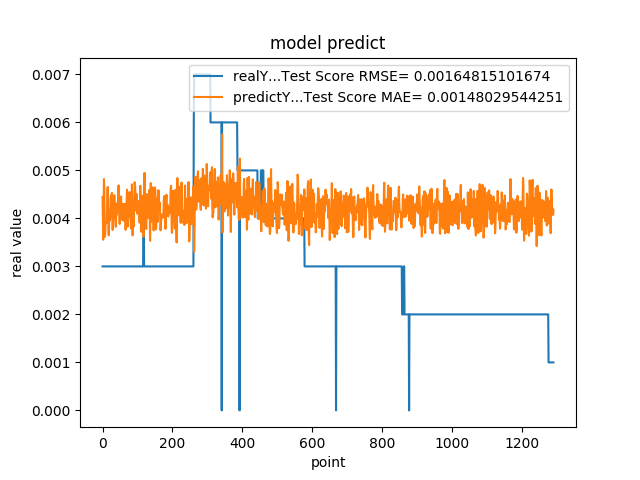 model predict
realY...Test Score RMSE= 0.00164815101674
predictY...Test Score MAE= 0.00148029544251
real value
0.007
0.006
0.005
0.004
0.003
0.002
0.001
0.000
0 200 400 600 800 1000 1200
point